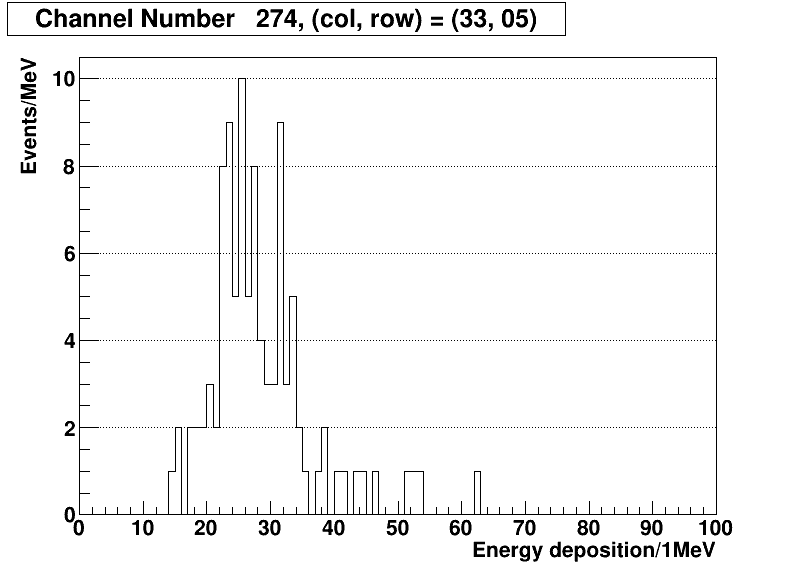 Channel Number 274, (col, row) = (33, 05)
Events/MeV
10
8
6
4
2
0
0 10 20 30 40 50 60 70 80 90 100
Energy deposition/1MeV